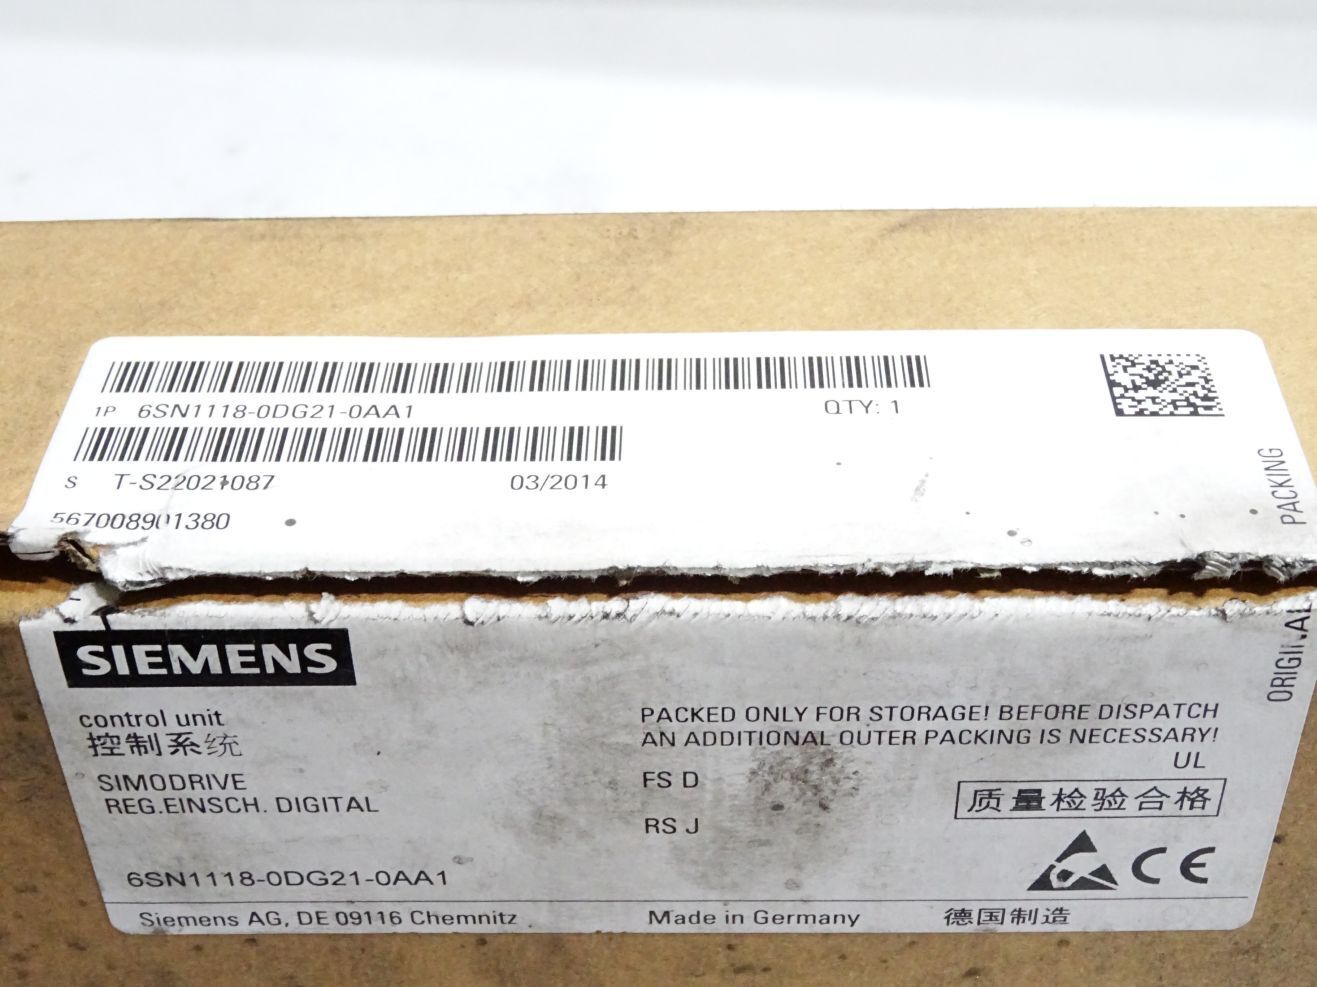 1P 6SN1118-0DG21-0AA1 QTY: 1
S T-S22021087 03/2014
567008901380
ORIGINAL PACKING
SIEMENS
control unit
控制系统
SIMODRIVE
REG.EINSCH. DIGITAL
6SN1118-0DG21-0AA1
PACKED ONLY FOR STORAGE! BEFORE DISPATCH
AN ADDITIONAL OUTER PACKING IS NECESSARY!
UL
FS D
RS J
质量检验合格
CE
Siemens AG, DE 09116 Chemnitz Made in Germany 德国制造